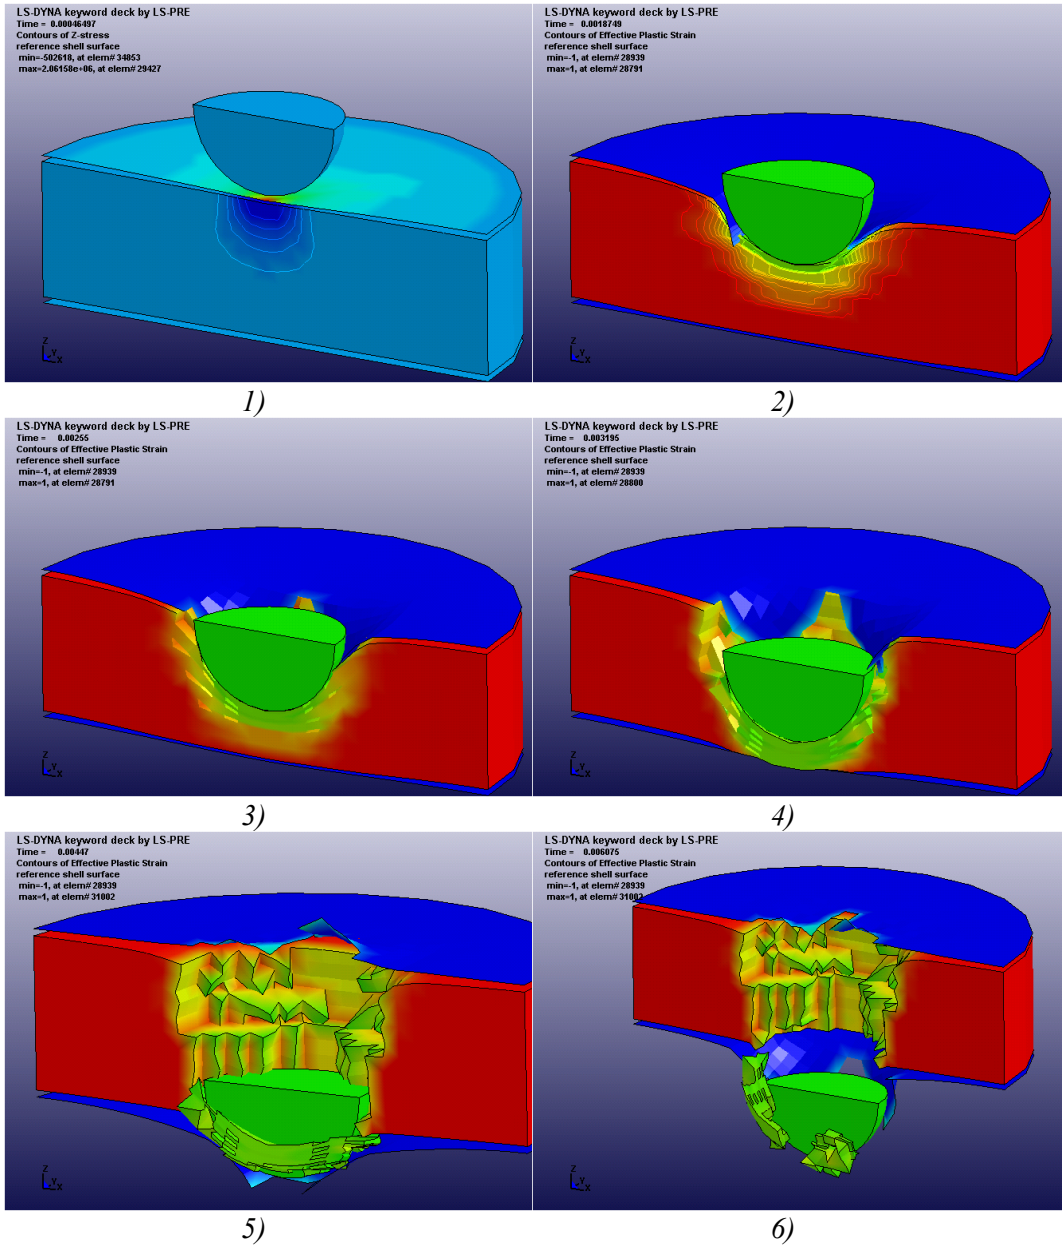 LS-DYNA keyword deck by LS-PRE
Time = 0.00046497
Contours of Z-stress
reference shell surface
min=-502618, at elem# 34853
max=2.06158e+06, at elem# 29427
Z
Y
X
1)
LS-DYNA keyword deck by LS-PRE
Time = 0.0018749
Contours of Effective Plastic Strain
reference shell surface
min=-1, at elem# 28939
max=1, at elem# 28791
Z
Y
X
2)
LS-DYNA keyword deck by LS-PRE
Time = 0.00255
Contours of Effective Plastic Strain
reference shell surface
min=-1, at elem# 28939
max=1, at elem# 28791
Z
Y
X
3)
LS-DYNA keyword deck by LS-PRE
Time = 0.003195
Contours of Effective Plastic Strain
reference shell surface
min=-1, at elem# 28939
max=1, at elem# 28800
Z
Y
X
4)
LS-DYNA keyword deck by LS-PRE
Time = 0.00447
Contours of Effective Plastic Strain
reference shell surface
min=-1, at elem# 28939
max=1, at elem# 31002
Z
Y
X
5)
LS-DYNA keyword deck by LS-PRE
Time = 0.006075
Contours of Effective Plastic Strain
reference shell surface
min=-1, at elem# 28939
max=1, at elem# 31002
Z
Y
X
6)